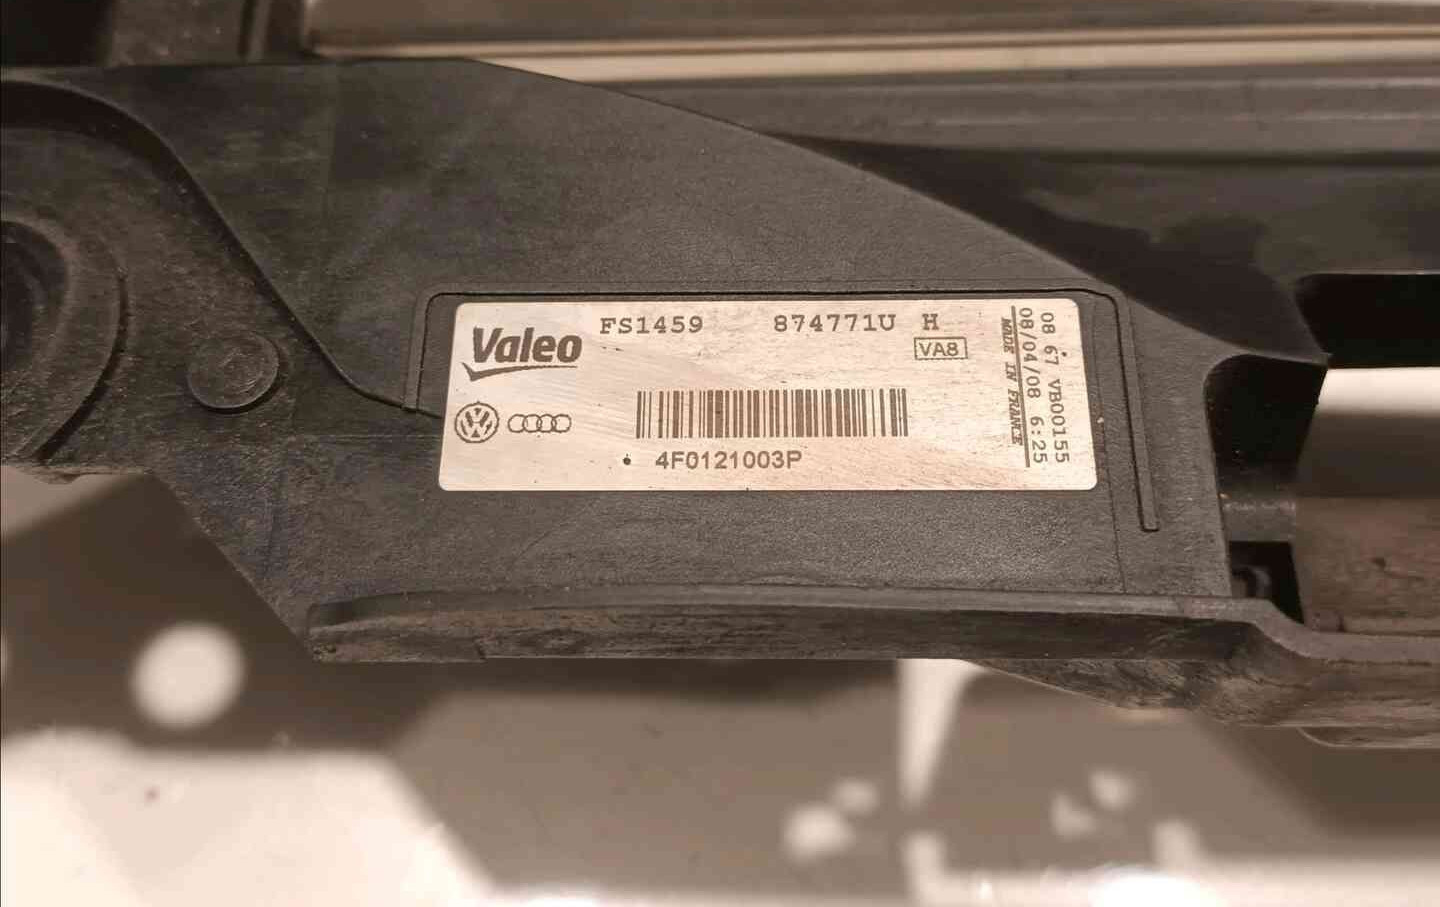 Valeo
FS1459 874771U H
VA8
4F0121003P
08 67 VB00155
08/04/08 6:25
MADE IN FRANCE